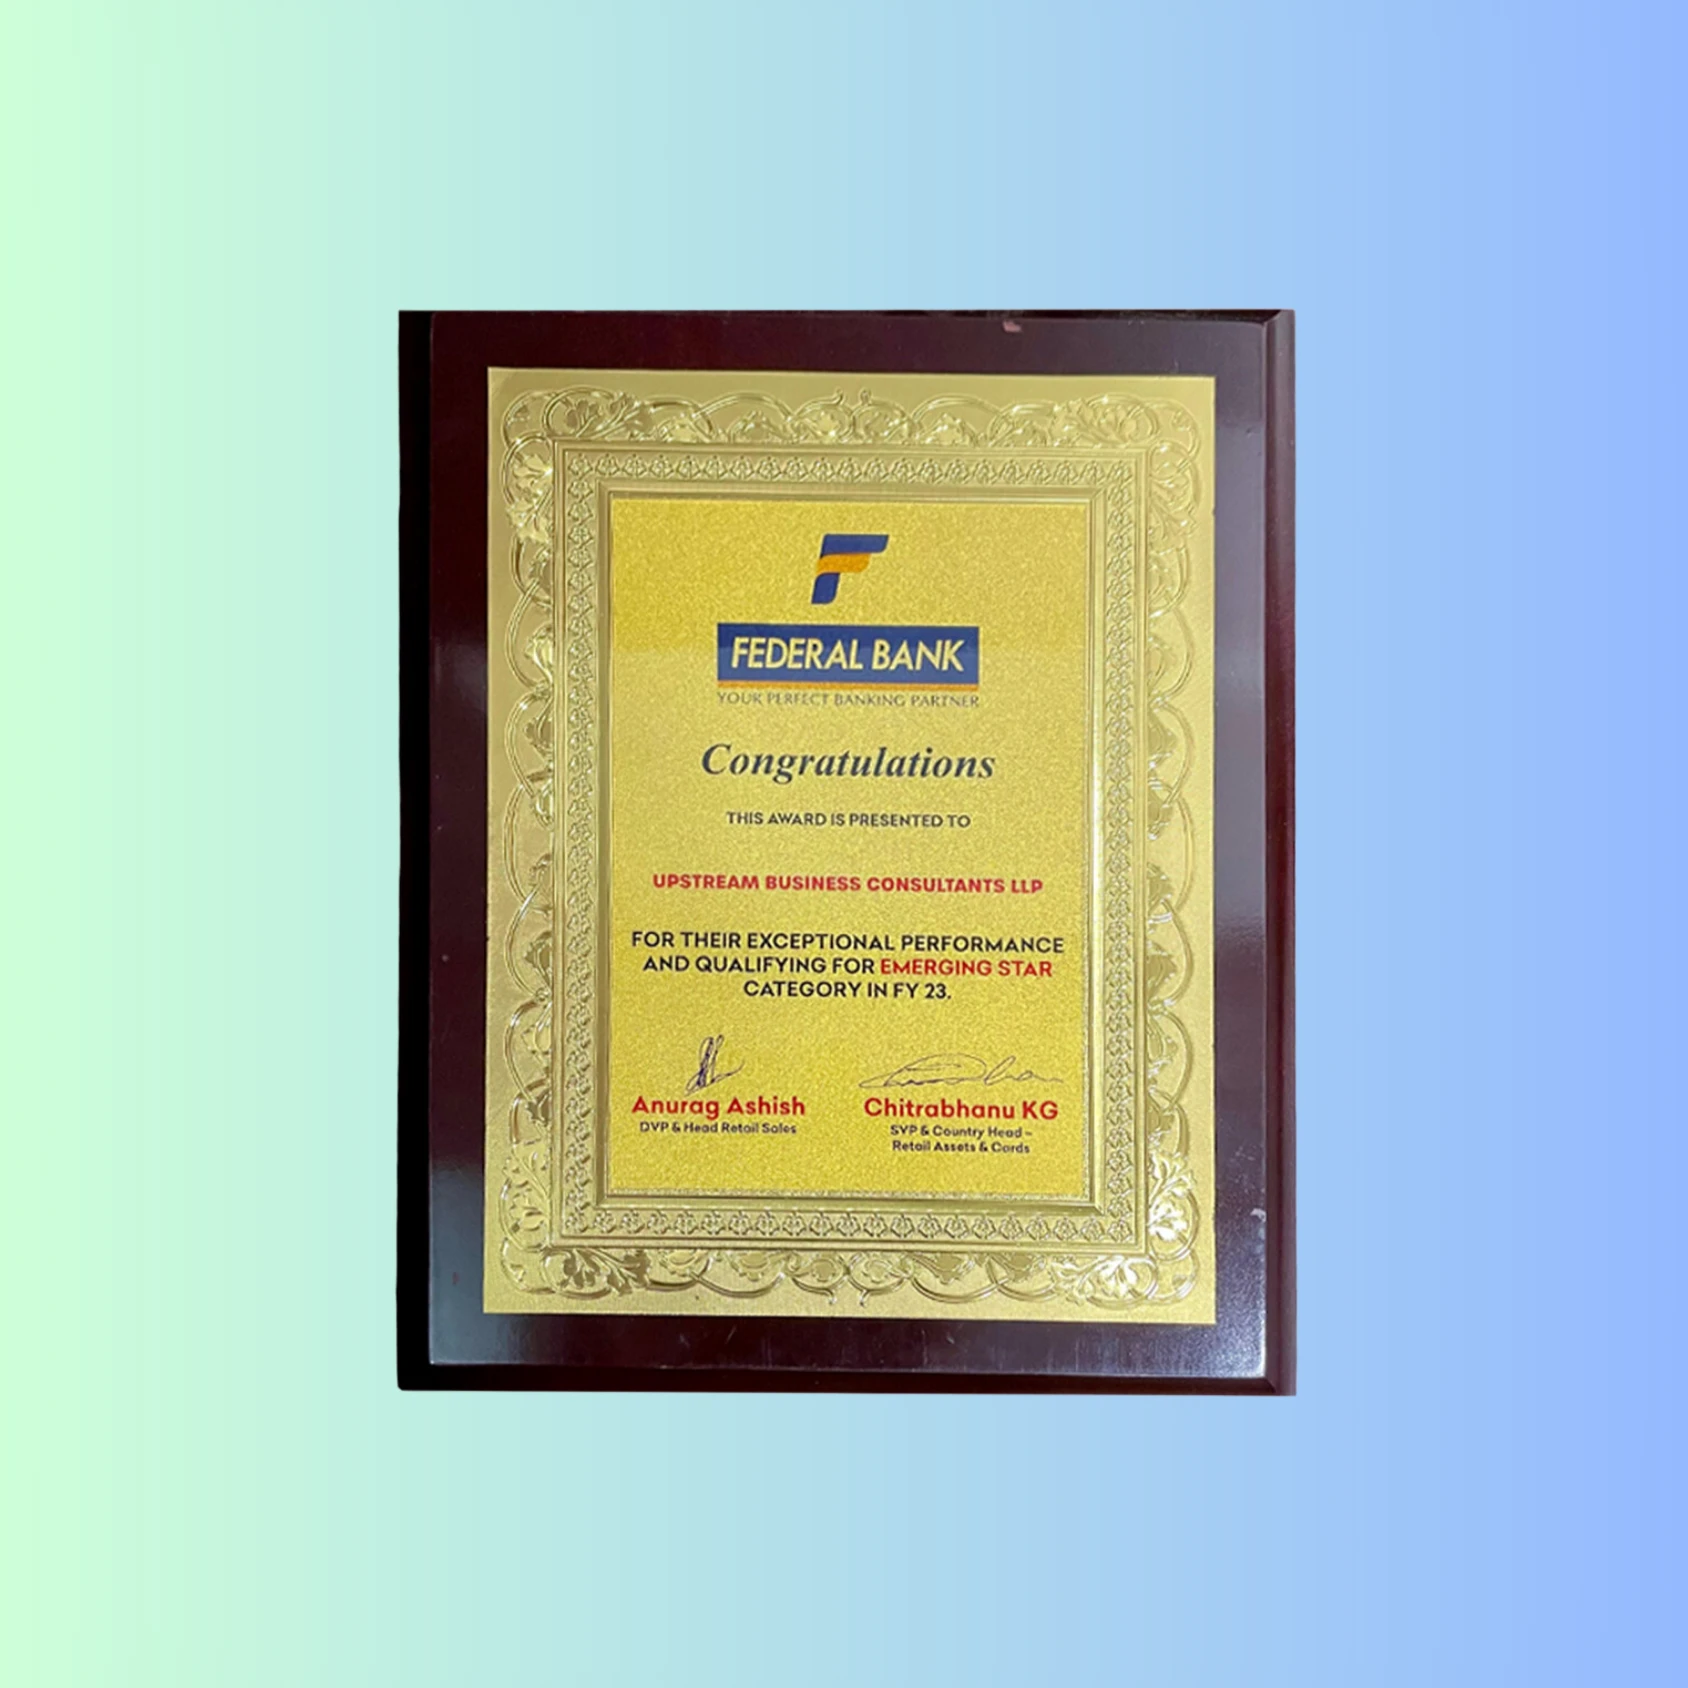 FEDERAL BANK
YOUR PERFECT BANKING PARTNER
Congratulations
THIS AWARD IS PRESENTED TO
UPSTREAM BUSINESS CONSULTANTS LLP
FOR THEIR EXCEPTIONAL PERFORMANCE
AND QUALIFYING FOR EMERGING STAR
CATEGORY IN FY 23.
Anurag Ashish
DVP & Head Retail Sales
Chitrabhanu KG
SVP & Country Head –
Retail Assets & Cards